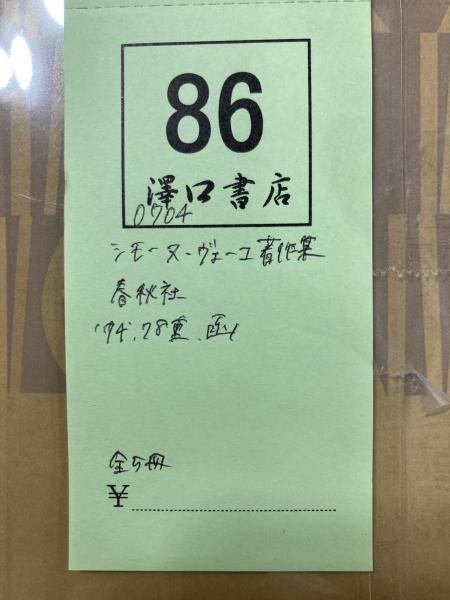 86
澤口書店
0704
シモーヌ・ヴェーユ著作集
春秋社
'94.'78重.函
全5冊
¥